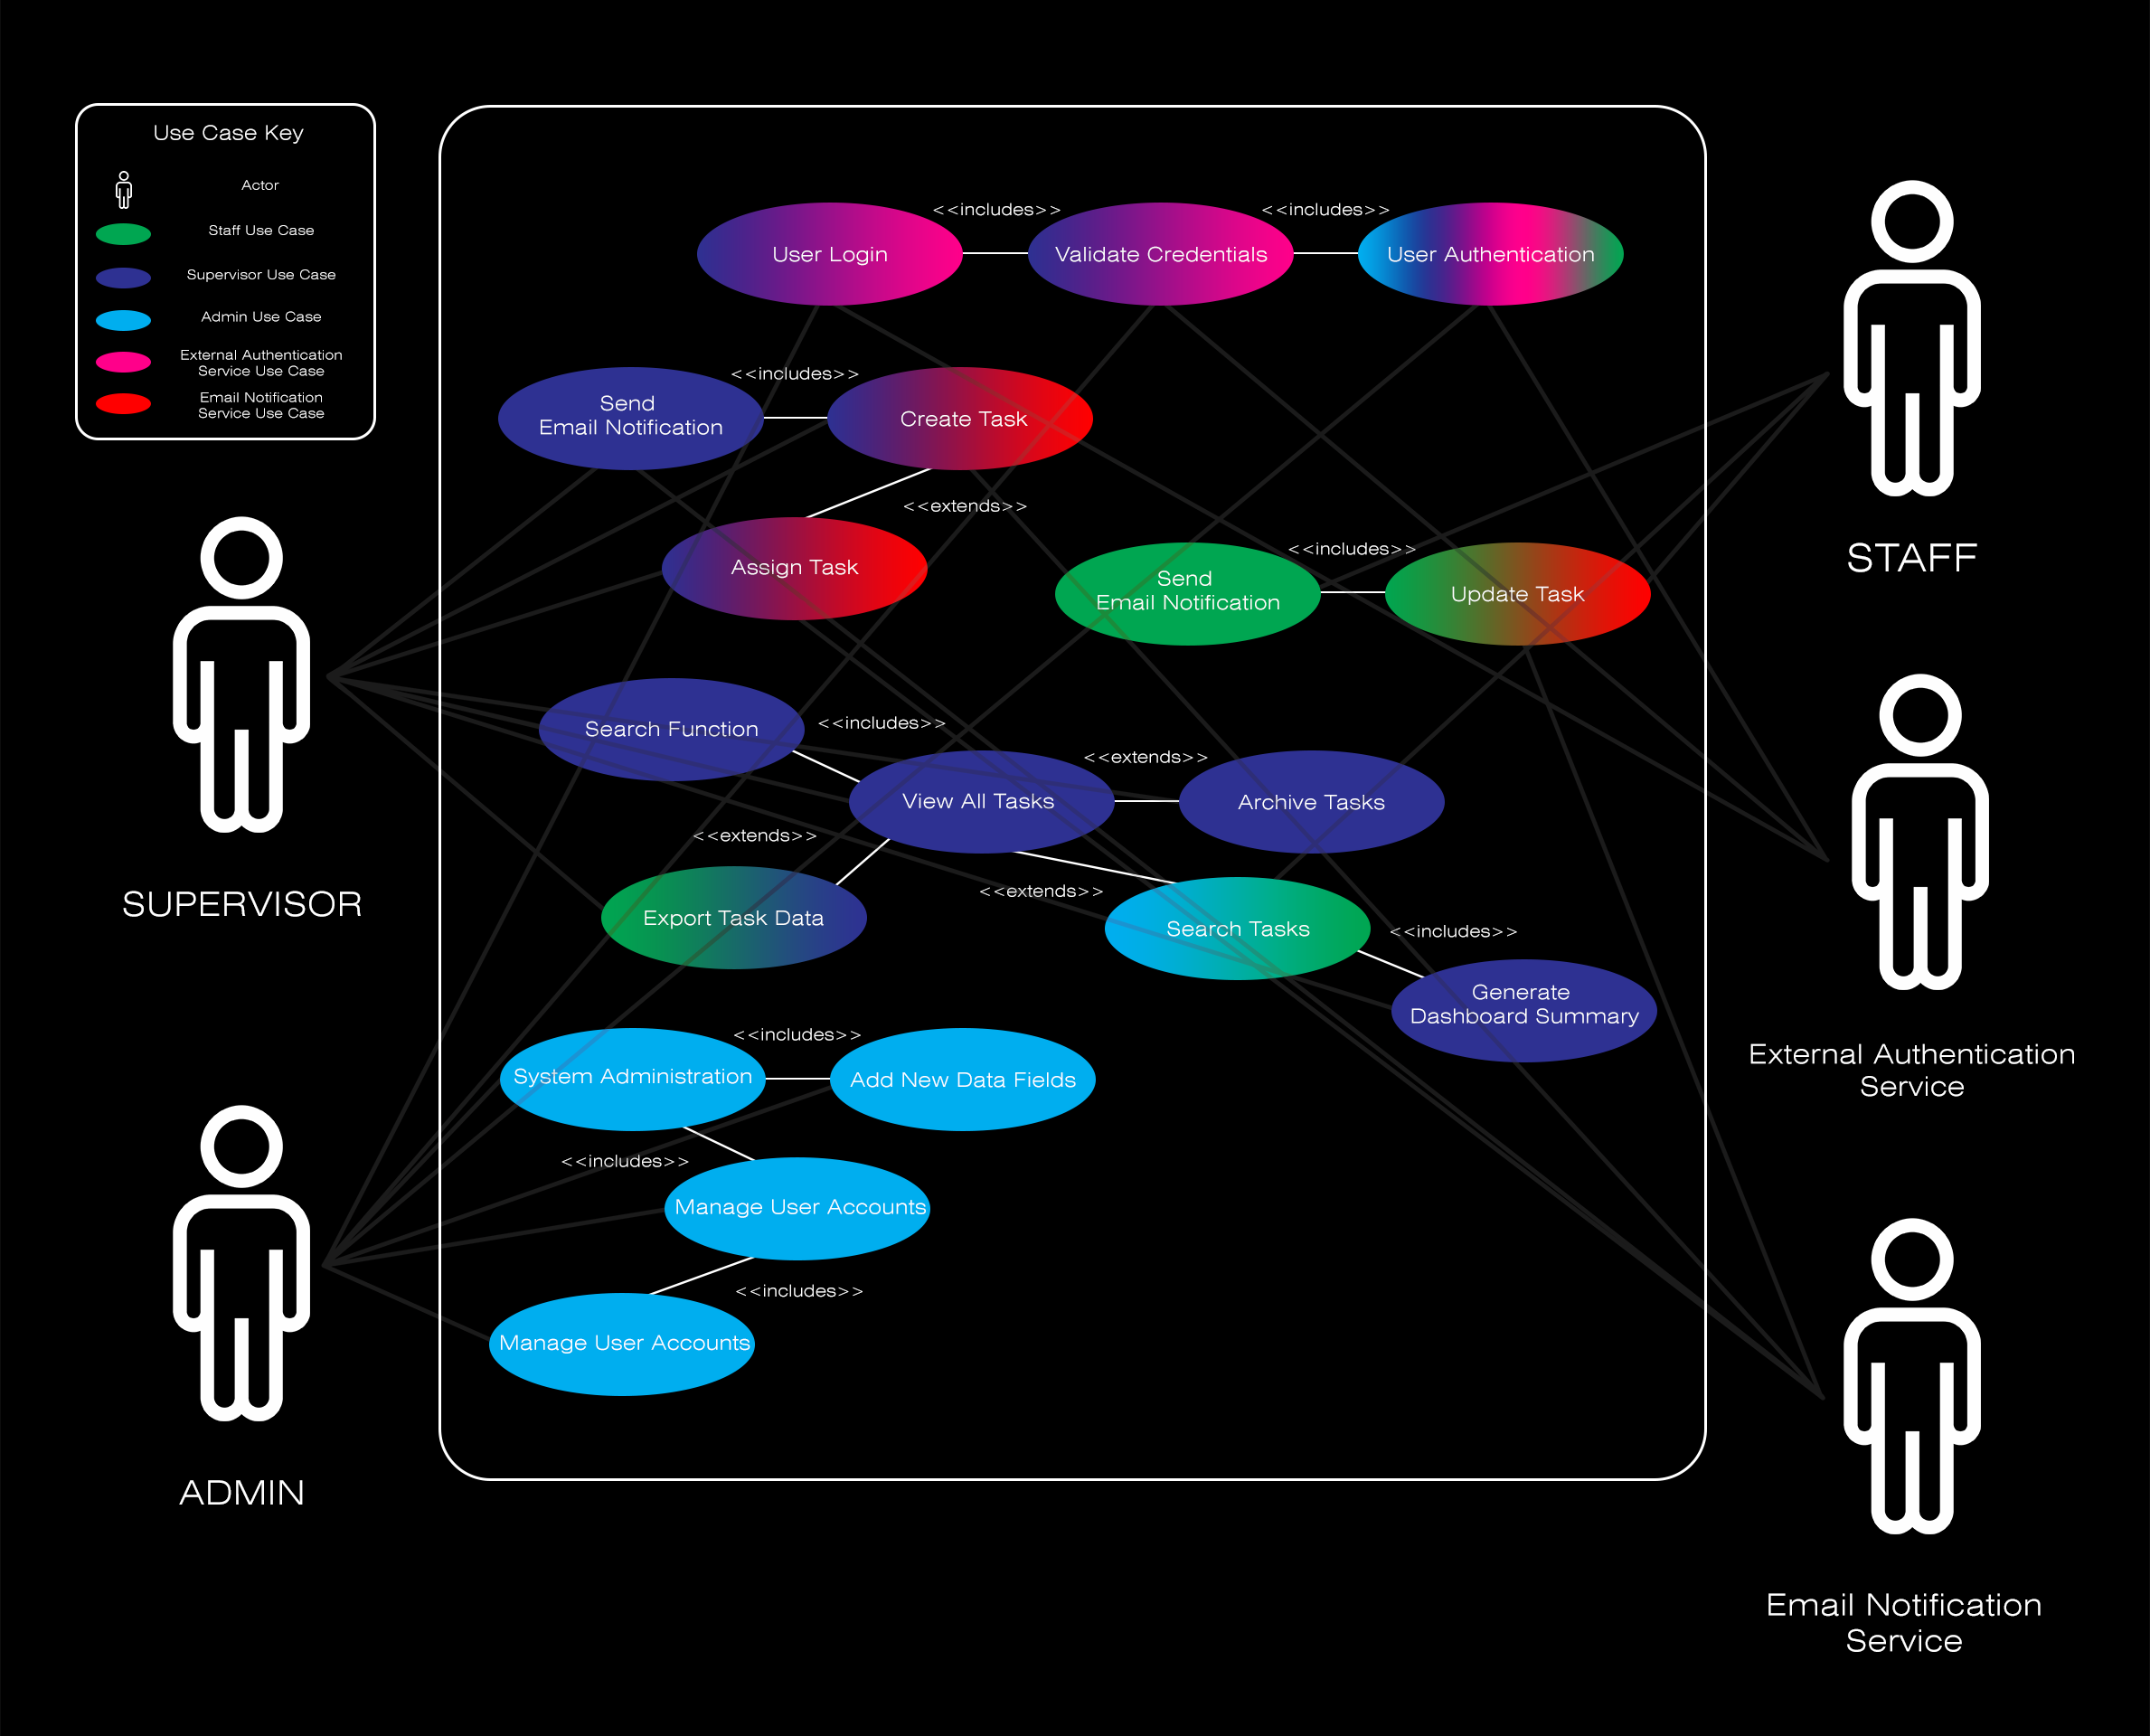 Use Case Key
Actor
Staff Use Case
Supervisor Use Case
Admin Use Case
External Authentication
Service Use Case
Email Notification
Service Use Case
<<includes>>
<<includes>>
User Login
Validate Credentials
User Authentication
<<includes>>
Send
Email Notification
Create Task
<<extends>>
Assign Task
<<includes>>
Send
Email Notification
Update Task
STAFF
Search Function
<<includes>>
<<extends>>
View All Tasks
Archive Tasks
<<extends>>
<<extends>>
Export Task Data
Search Tasks
<<includes>>
Generate
Dashboard Summary
SUPERVISOR
External Authentication
Service
<<includes>>
System Administration
Add New Data Fields
<<includes>>
Manage User Accounts
<<includes>>
Manage User Accounts
ADMIN
Email Notification
Service